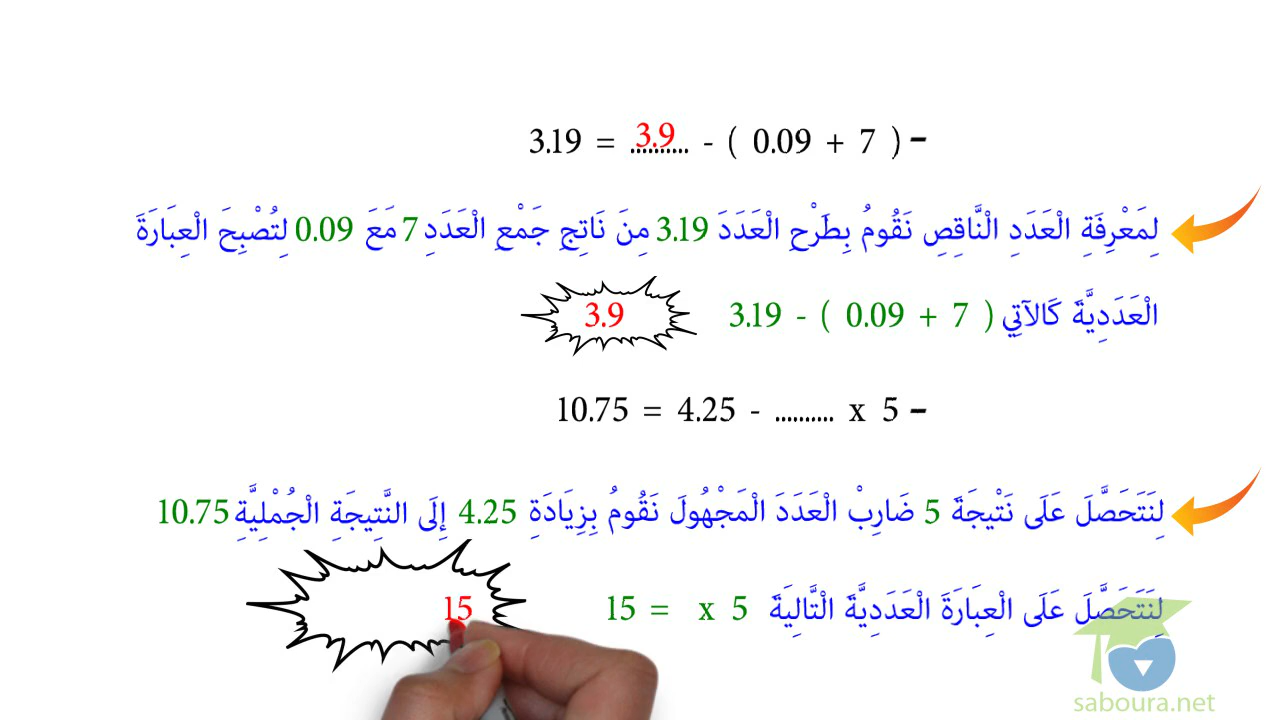 - ( 7 + 0.09 ) - ..3.9.. = 3.19
لِمَعْرِفَةِ الْعَدَدِ الْنَّاقِصِ نَقُومُ بِطَرْحِ الْعَدَدَ 3.19 مِنَ نَاتِجِ جَمْعِ الْعَدَدِ 7 مَعَ 0.09 لِتُصْبِحَ الْعِبَارَةَ
الْعَدَدِيَّةَ كَالآتِي ( 7 + 0.09 ) - 3.19 3.9
- 5 x .......... - 4.25 = 10.75
لِنَتَحَصَّلَ عَلَى نَتْيجَةَ 5 ضَارِبْ الْعَدَدَ الْمَجْهُولَ نَقُومُ بِزِيَادَةِ 4.25 إِلَى النَّتِيجَةِ الْجُمْلِيَّةِ 10.75
لِنَتَحَصَّلَ عَلَى الْعِبَارَةَ الْعَدَدِيَّةَ الْتَّالِيَةَ 5 x = 15 15
saboura.net